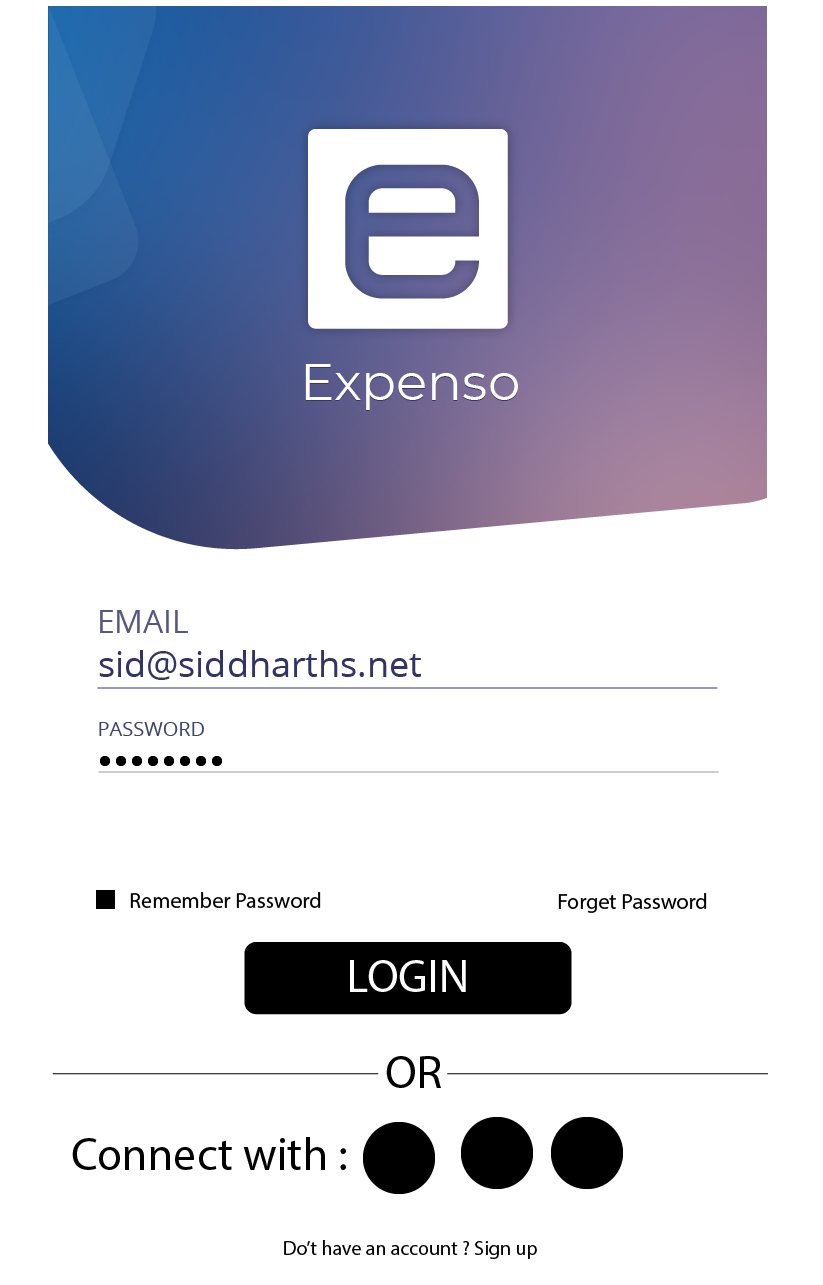 e
Expenso
EMAIL
sid@siddharths.net
PASSWORD
Remember Password
Forget Password
LOGIN
OR
Connect with :
Do't have an account ? Sign up